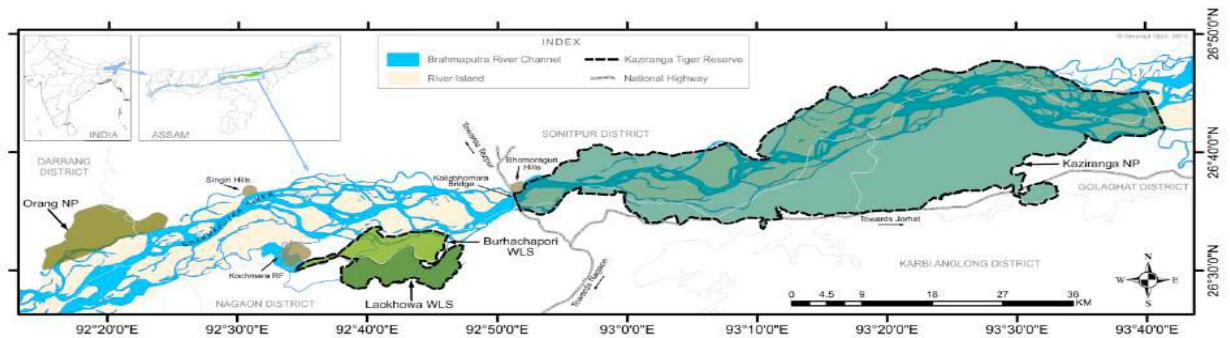 INDIA
ASSAM
INDEX
Brahmaputra River Channel
River Island
Kaziranga Tiger Reserve
National Highway
26°50'0"N
26°40'0"N
26°30'0"N
DARRANG
DISTRICT
Orang NP
Singiri Hills
Kochmara RF
NAGAON DISTRICT
Laokhowa WLS
Burhachapori
WLS
Koliabhomora
Bridge
Towards Tezpur
Bhomoraguri
Hills
SONITPUR DISTRICT
Towards Nagaon
Towards Jorhat
Kaziranga NP
GOLAGHAT DISTRICT
KARBI ANGLONG DISTRICT
N
W E
S
0 4.5 9 18 27 36
KM
92°20'0"E 92°30'0"E 92°40'0"E 92°50'0"E 93°0'0"E 93°10'0"E 93°20'0"E 93°30'0"E 93°40'0"E